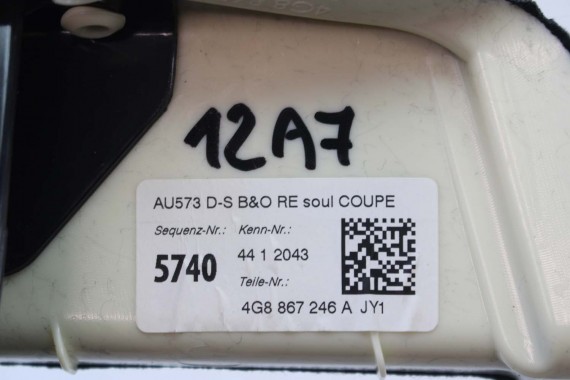 12A7
AU573 D-S B&O RE soul COUPE
Sequenz-Nr.: Kenn-Nr.:
5740 44 1 2043
Teile-Nr.:
4G8 867 246 A JY1